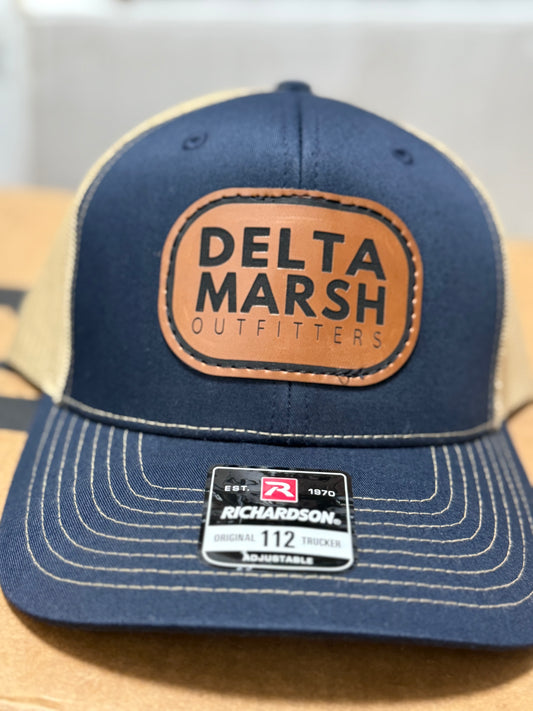 DELTA
MARSH
OUTFITTERS
EST. R 1970
RICHARDSON®
ORIGINAL 112 TRUCKER
ADJUSTABLE